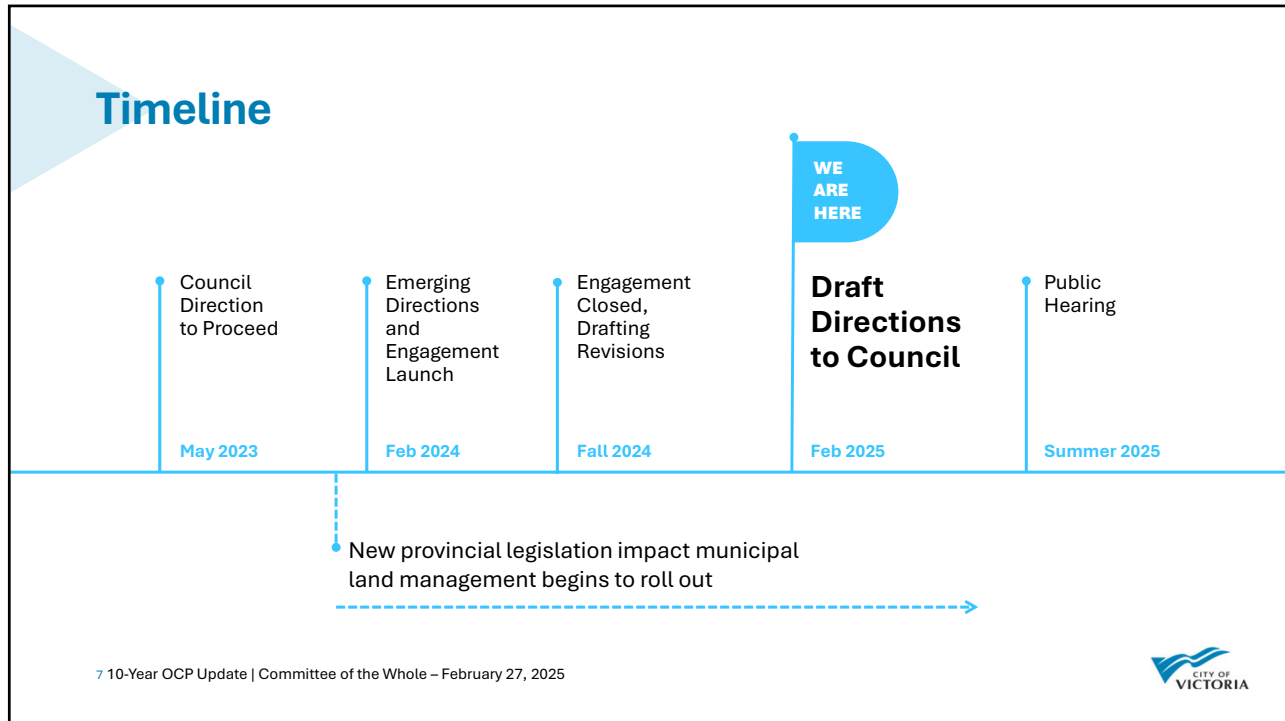 Timeline
WE
ARE
HERE
Council
Direction
to Proceed
May 2023
Emerging
Directions
and
Engagement
Launch
Feb 2024
Engagement
Closed,
Drafting
Revisions
Fall 2024
Draft
Directions
to Council
Feb 2025
Public
Hearing
Summer 2025
New provincial legislation impact municipal
land management begins to roll out
7 10-Year OCP Update | Committee of the Whole – February 27, 2025
CITY OF
VICTORIA